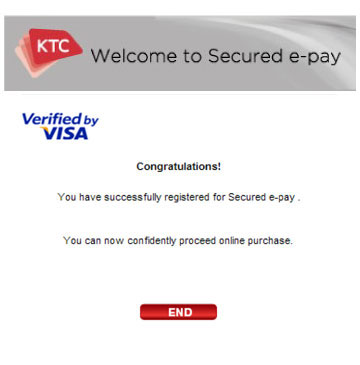 KTC
Welcome to Secured e-pay
Verified by
VISA
Congratulations!
You have successfully registered for Secured e-pay .
You can now confidently proceed online purchase.
END